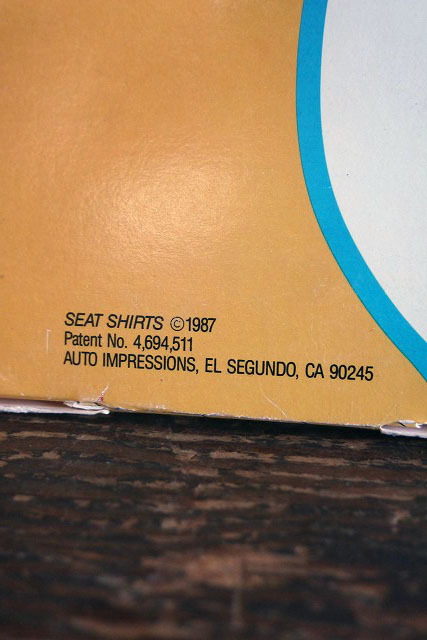 SEAT SHIRTS ©1987
Patent No. 4,694,511
AUTO IMPRESSIONS, EL SEGUNDO, CA 90245